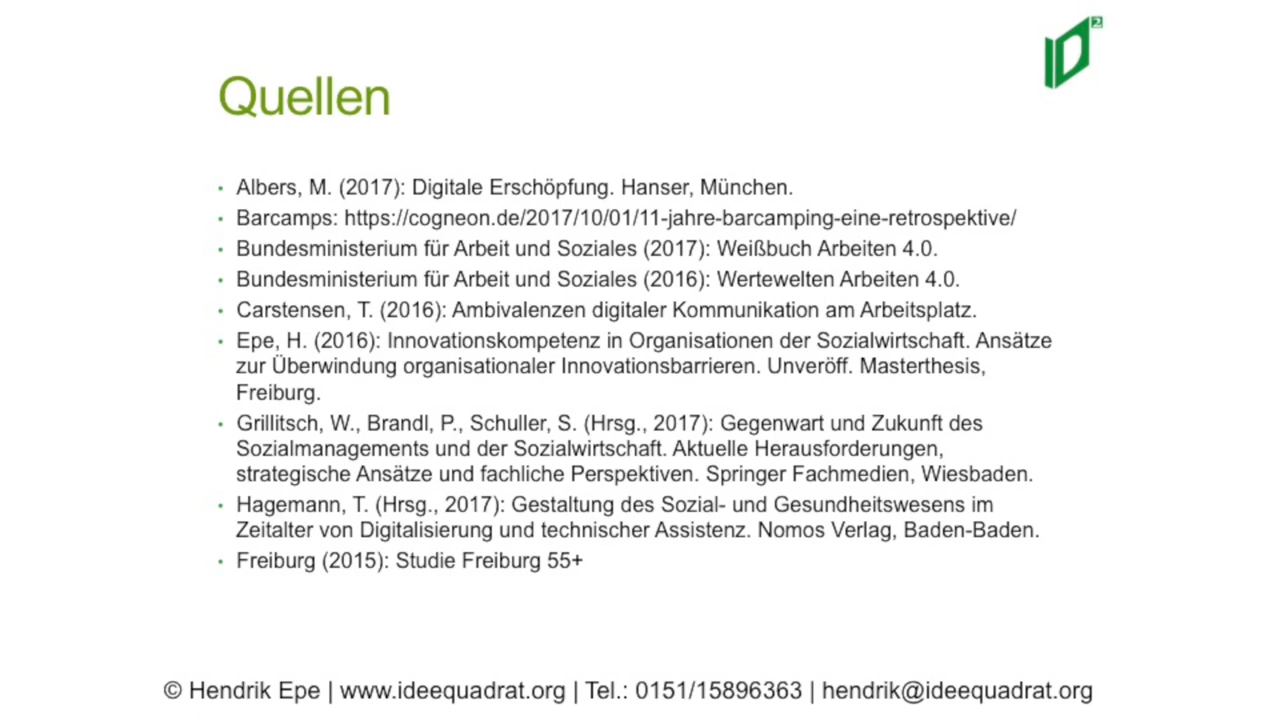 ID²
Quellen
• Albers, M. (2017): Digitale Erschöpfung. Hanser, München.
• Barcamps: https://cogneon.de/2017/10/01/11-jahre-barcamping-eine-retrospektive/
• Bundesministerium für Arbeit und Soziales (2017): Weißbuch Arbeiten 4.0.
• Bundesministerium für Arbeit und Soziales (2016): Wertewelten Arbeiten 4.0.
• Carstensen, T. (2016): Ambivalenzen digitaler Kommunikation am Arbeitsplatz.
• Epe, H. (2016): Innovationskompetenz in Organisationen der Sozialwirtschaft. Ansätze
zur Überwindung organisationaler Innovationsbarrieren. Unveröff. Masterthesis,
Freiburg.
• Grillitsch, W., Brandl, P., Schuller, S. (Hrsg., 2017): Gegenwart und Zukunft des
Sozialmanagements und der Sozialwirtschaft. Aktuelle Herausforderungen,
strategische Ansätze und fachliche Perspektiven. Springer Fachmedien, Wiesbaden.
• Hagemann, T. (Hrsg., 2017): Gestaltung des Sozial- und Gesundheitswesens im
Zeitalter von Digitalisierung und technischer Assistenz. Nomos Verlag, Baden-Baden.
• Freiburg (2015): Studie Freiburg 55+
© Hendrik Epe | www.ideequadrat.org | Tel.: 0151/15896363 | hendrik@ideequadrat.org